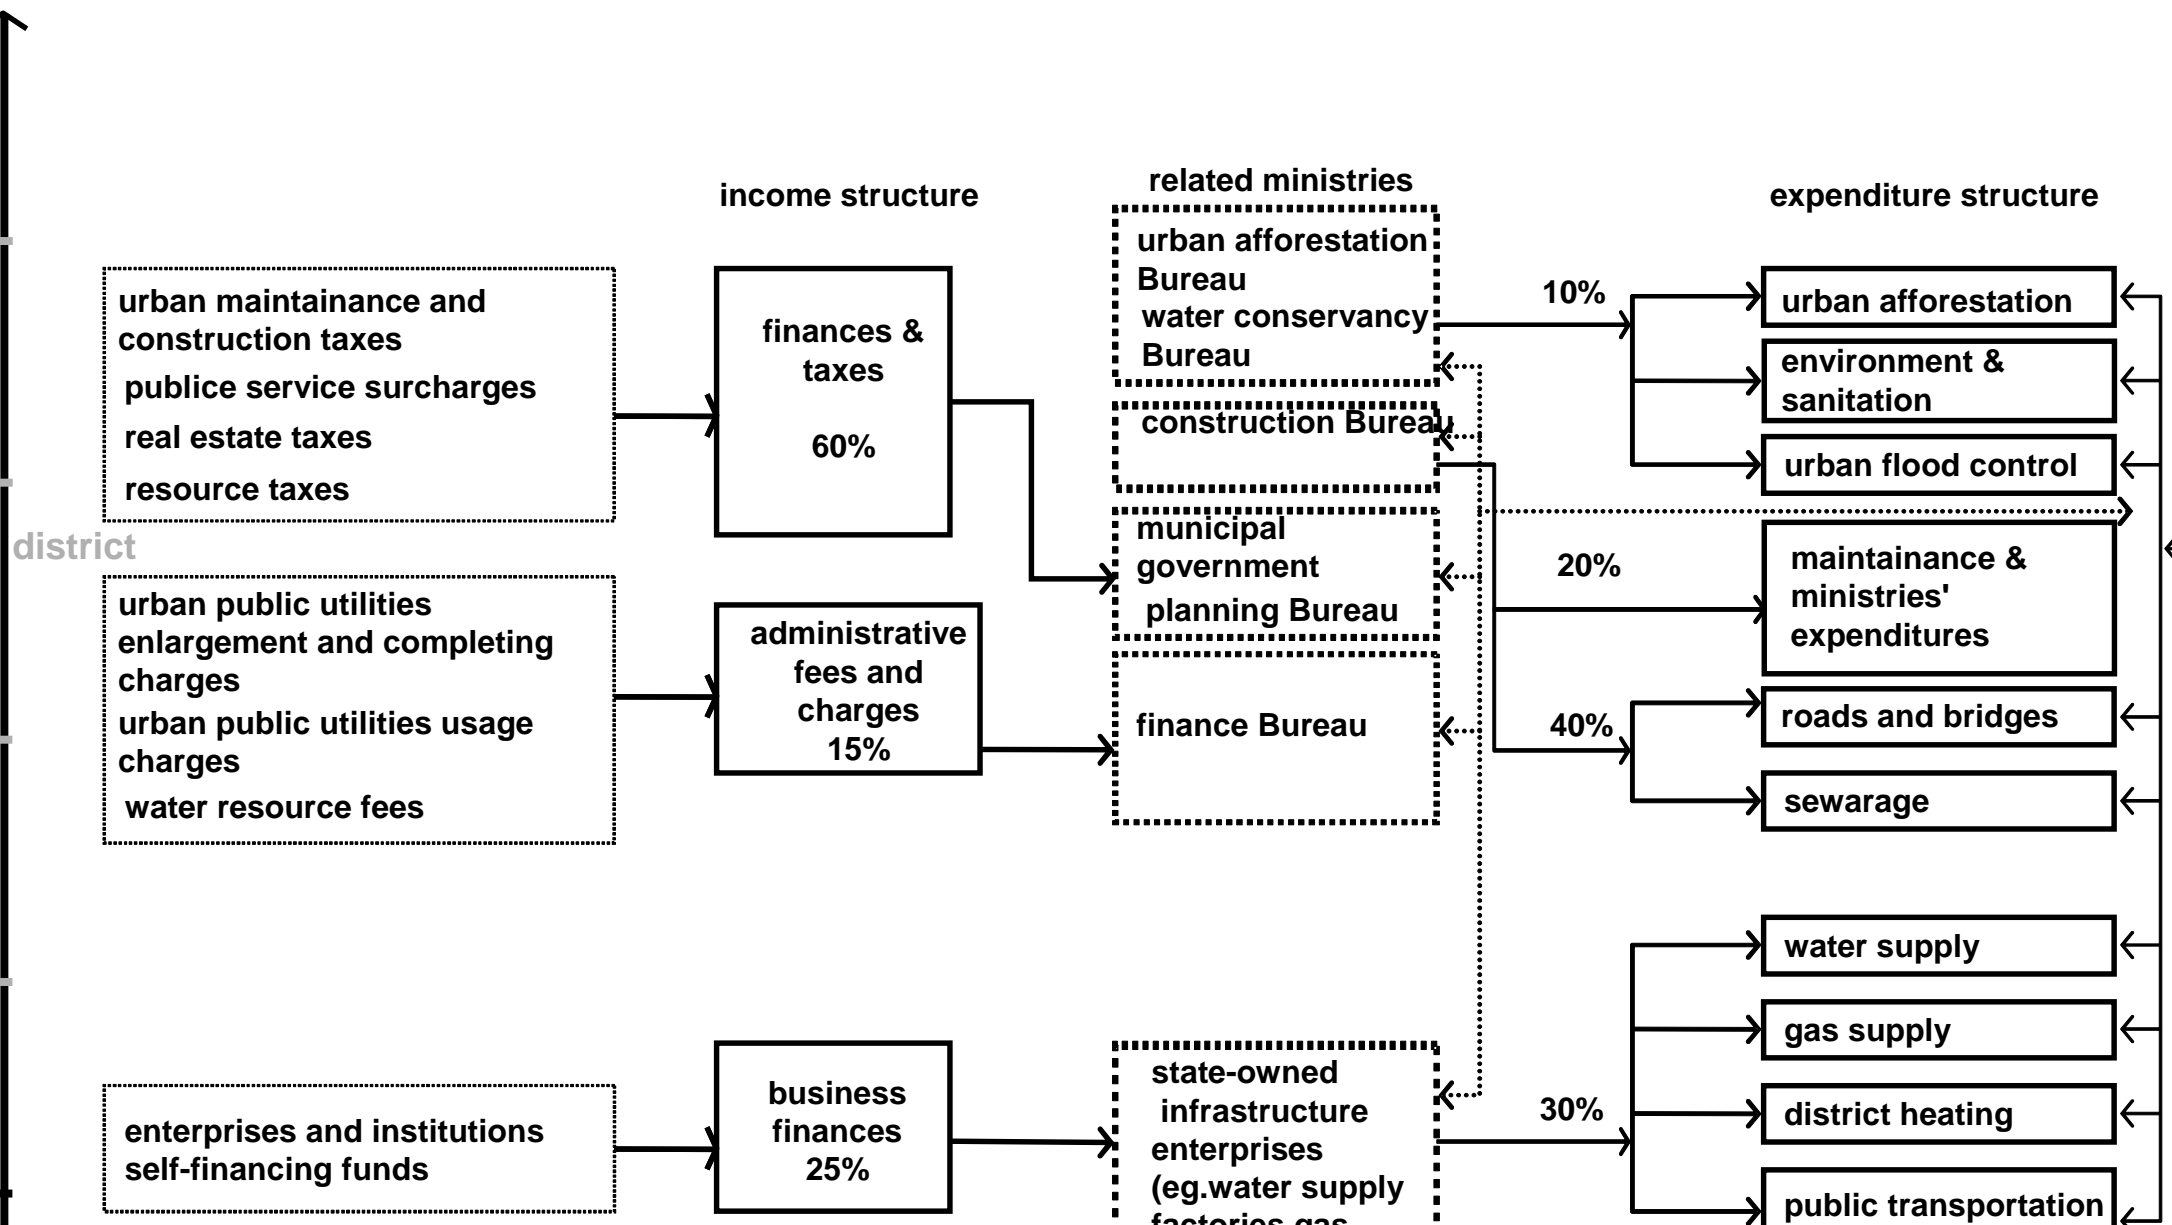 income structure
related ministries
expenditure structure
urban maintainance and
construction taxes
publice service surcharges
real estate taxes
resource taxes
finances &
taxes
60%
urban afforestation
Bureau
water conservancy
Bureau
construction Bureau
municipal
government
planning Bureau
finance Bureau
10%
urban afforestation
environment &
sanitation
urban flood control
district
20%
maintainance &
ministries'
expenditures
urban public utilities
enlargement and completing
charges
urban public utilities usage
charges
water resource fees
administrative
fees and
charges
15%
40%
roads and bridges
sewarage
enterprises and institutions
self-financing funds
business
finances
25%
state-owned
infrastructure
enterprises
(eg.water supply
factories gas
30%
water supply
gas supply
district heating
public transportation